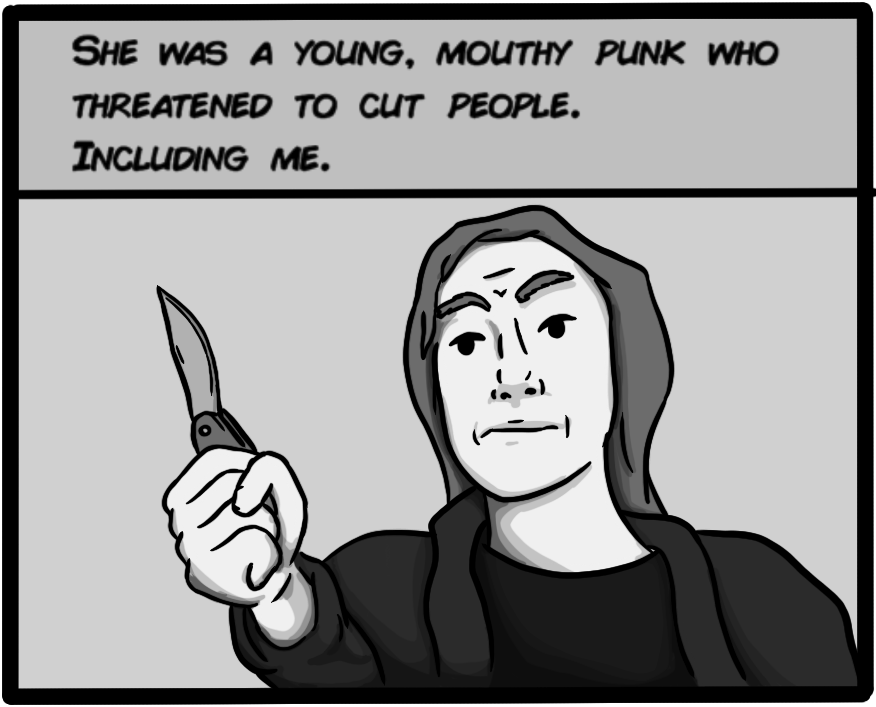 She was a young, mouthy punk who
threatened to cut people.
Including me.